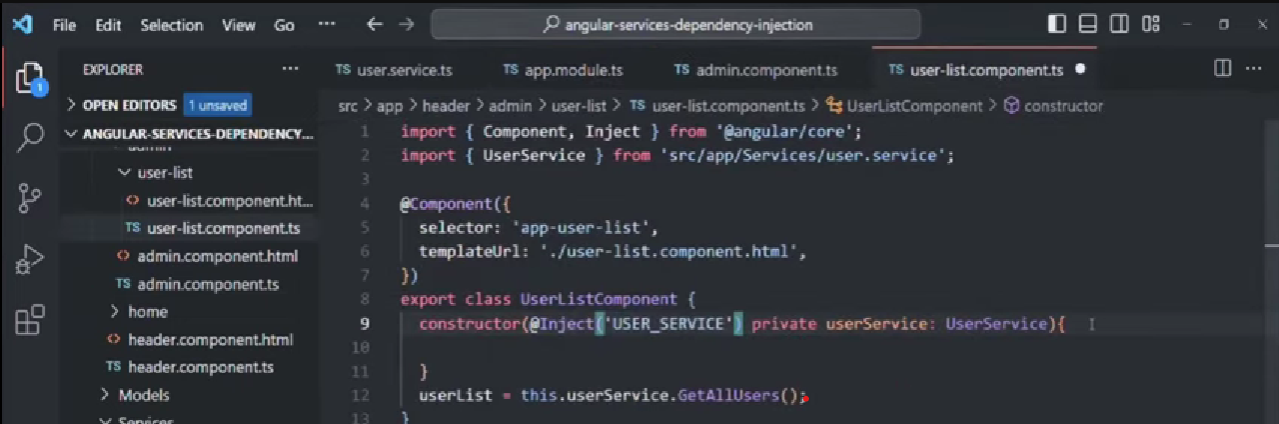 File Edit Selection View Go ··· angular-services-dependency-injection
EXPLORER ···
TS user.service.ts TS app.module.ts TS admin.component.ts TS user-list.component.ts
OPEN EDITORS 1 unsaved
src > app > header > admin > user-list > TS user-list.component.ts > UserListComponent > constructor
ANGULAR-SERVICES-DEPENDENCY...
admin
user-list
<> user-list.component.ht...
TS user-list.component.ts
<> admin.component.html
TS admin.component.ts
home
<> header.component.html
TS header.component.ts
Models
Services
1
1 import { Component, Inject } from '@angular/core';
2 import { UserService } from 'src/app/Services/user.service';
3
4 @Component({
5 selector: 'app-user-list',
6 templateUrl: './user-list.component.html',
7 })
8 export class UserListComponent {
9 constructor(@Inject('USER_SERVICE') private userService: UserService){
10
11 }
12 userList = this.userService.GetAllUsers();
13 }